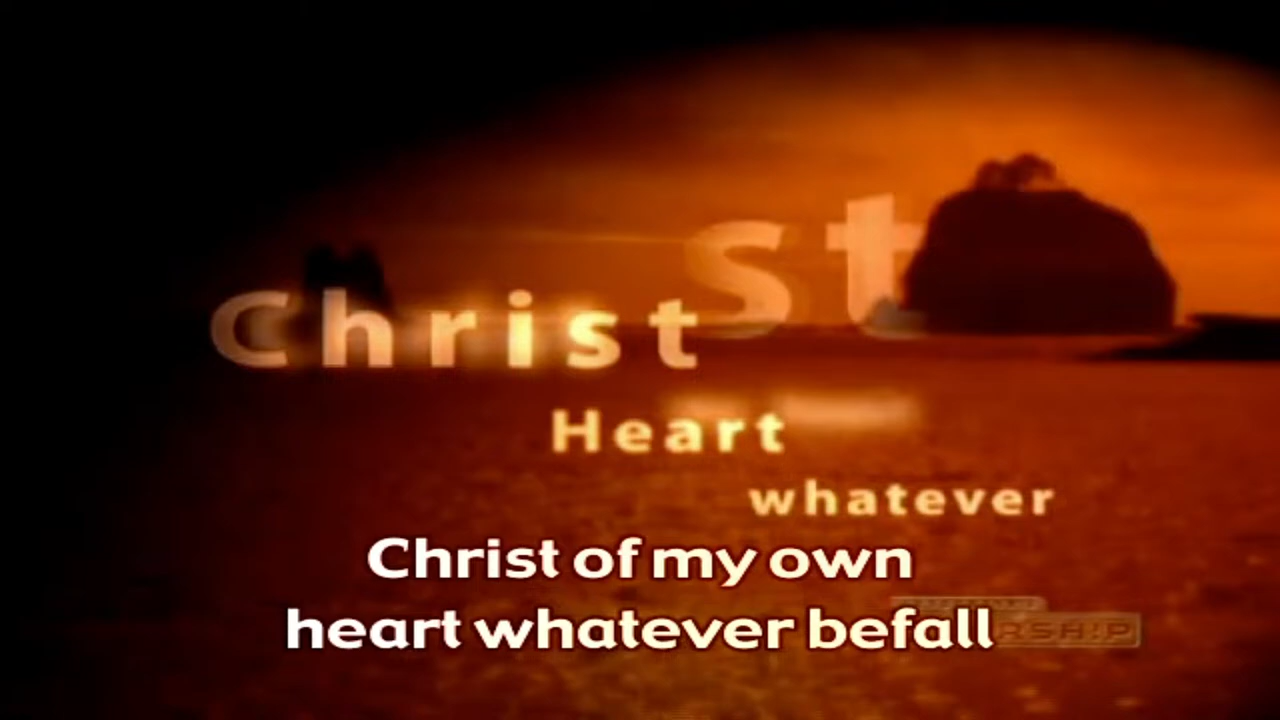 st
Christ
Heart
whatever
Christ of my own
heart whatever befall